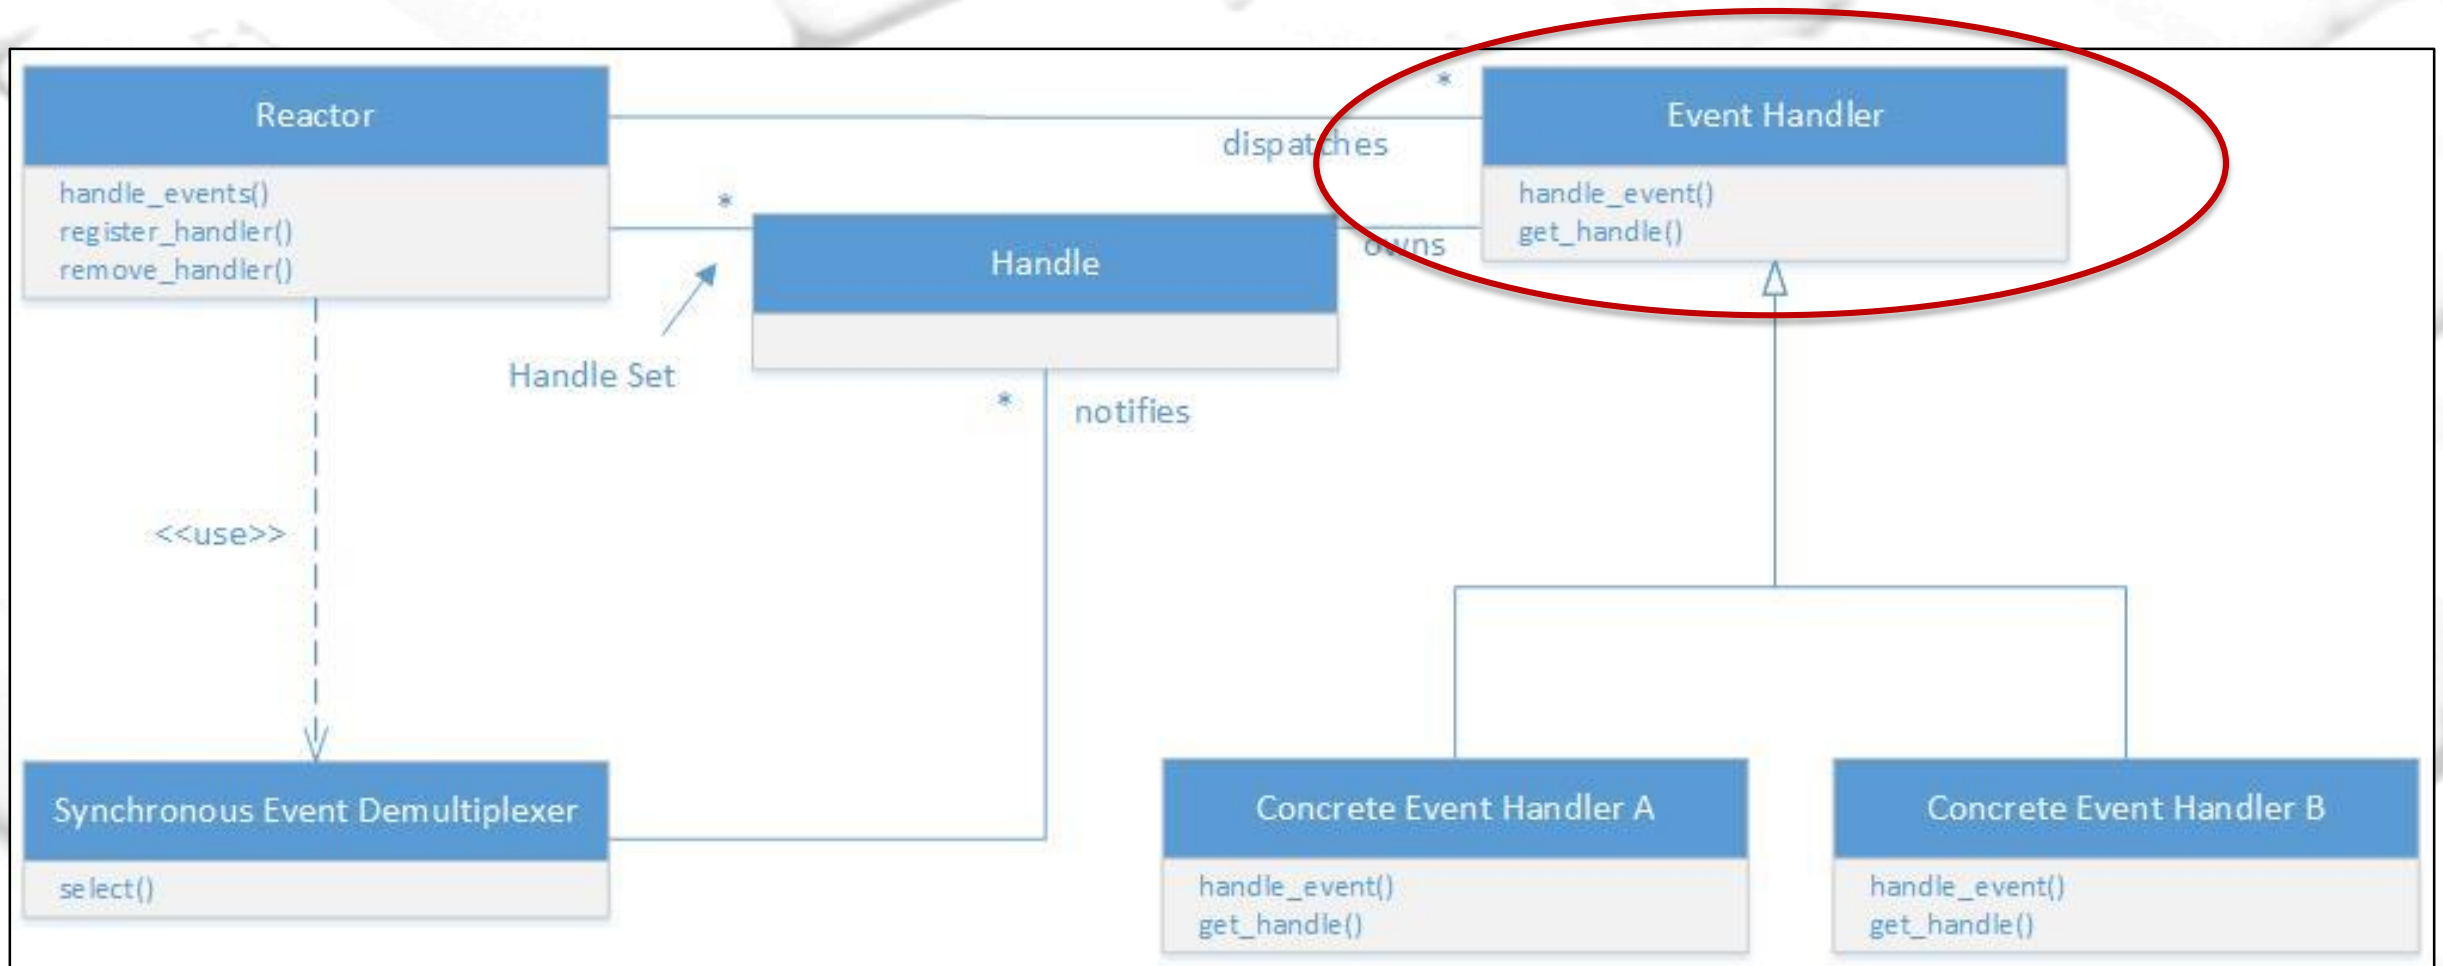 Reactor
handle_events()
register_handler()
remove_handler()
*
dispatches
Event Handler
handle_event()
get_handle()
*
Handle
owns
Handle Set
*
notifies
<<use>>
Synchronous Event Demultiplexer
select()
Concrete Event Handler A
handle_event()
get_handle()
Concrete Event Handler B
handle_event()
get_handle()